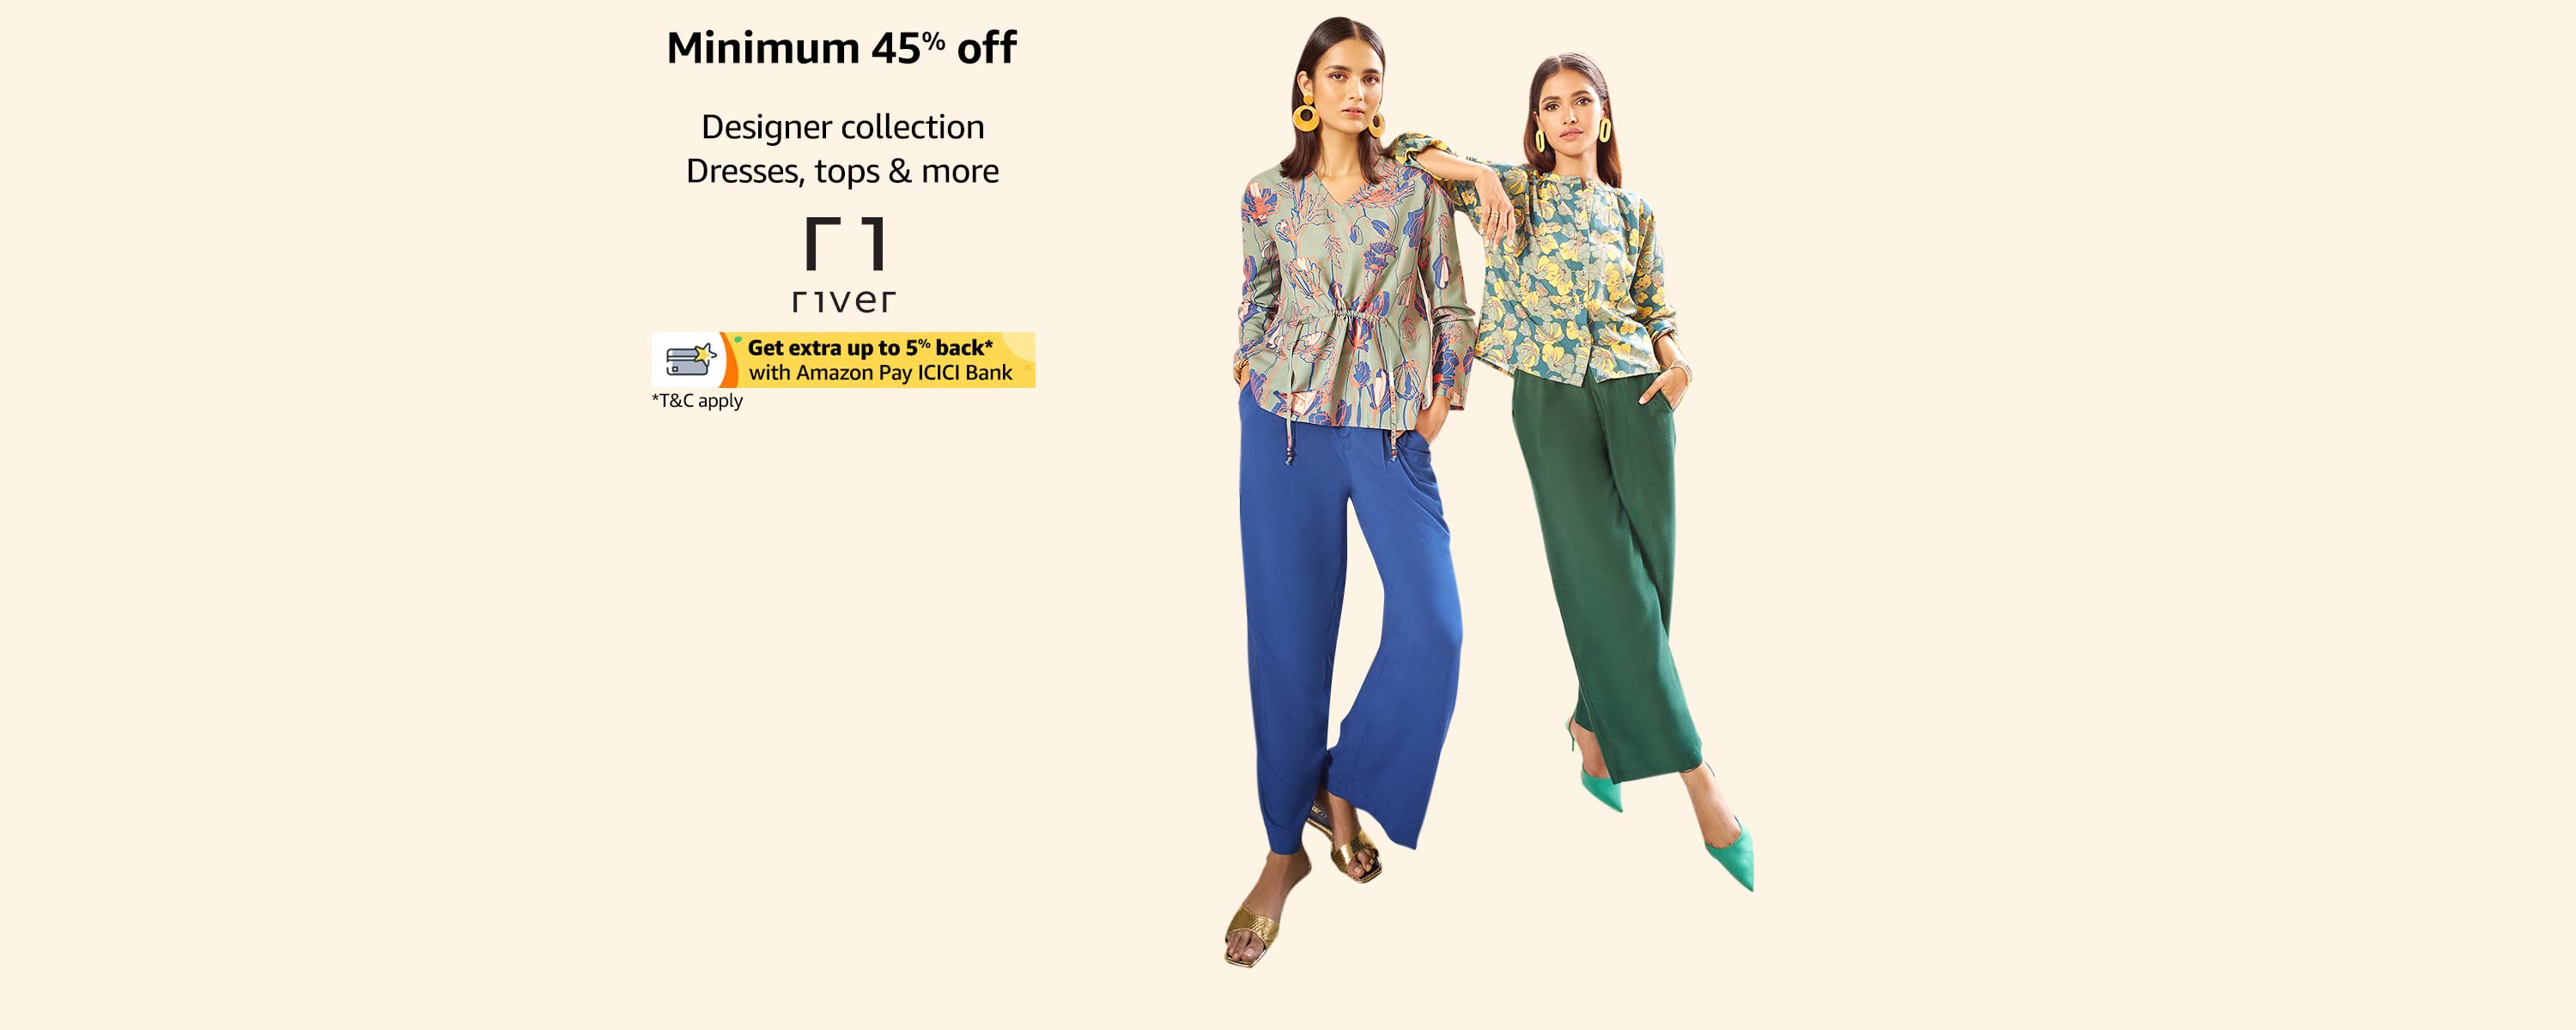 Minimum 45% off
Designer collection
Dresses, tops & more
river
Get extra up to 5% back*
with Amazon Pay ICICI Bank
*T&C apply